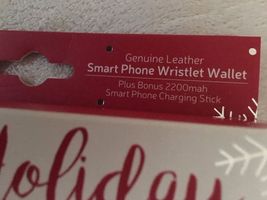 Genuine Leather
Smart Phone Wristlet Wallet
Plus Bonus 2200mah
Smart Phone Charging Stick
Holiday